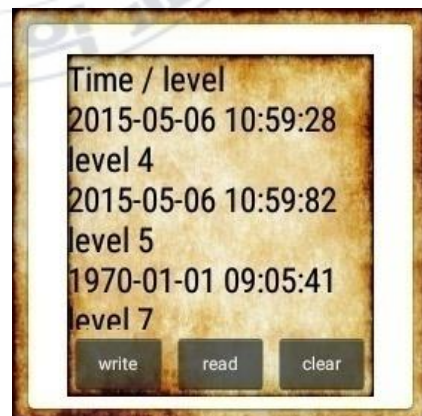 Time / level
2015-05-06 10:59:28
level 4
2015-05-06 10:59:82
level 5
1970-01-01 09:05:41
level 7
write read clear